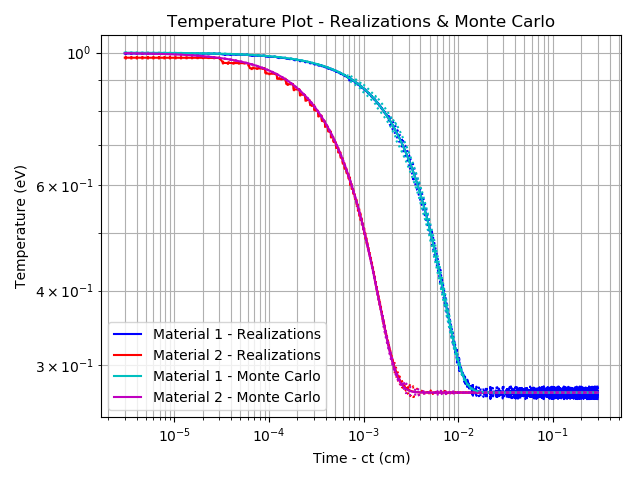 Temperature Plot - Realizations & Monte Carlo
10⁰
6 × 10⁻¹
4 × 10⁻¹
3 × 10⁻¹
Temperature (eV)
Material 1 - Realizations
Material 2 - Realizations
Material 1 - Monte Carlo
Material 2 - Monte Carlo
10⁻⁵ 10⁻⁴ 10⁻³ 10⁻² 10⁻¹
Time - ct (cm)